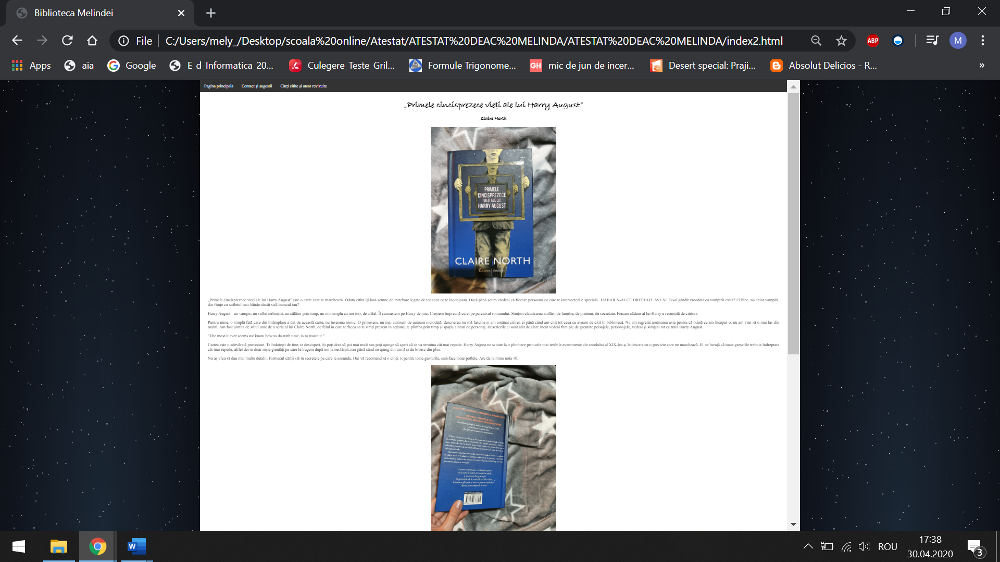 Biblioteca Melindei
File
C:/Users/mely_/Desktop/scoala%20online/Atestat/ATESTAT%20DEAC%20MELINDA/ATESTAT%20DEAC%20MELINDA/index2.html
ABP
M
Apps aia Google E_d_Informatica_20... Culegere_Teste_Gril... Formule Trigonome... GH mic de jun de incer... Desert special: Praji... Absolut Delicios - R... »
Pagina principală Contact și sugestii Cărți citite și atent revizuite
„Primele cincisprezece vieți ale lui Harry August”
Claire North
PRIMELE
CINCISPREZECE
VIEȚI ALE LUI
HARRY AUGUST
CLAIRE NORTH
„Primele cincisprezece vieți ale lui Harry August” este o carte care te marchează. Odată citită îți lasă semne de întrebare legate de tot ceea ce te înconjoară. Dacă până acum credeai că fiecare persoană cu care te intersectezi e specială...HABAR N-AI CE DREPTATE AVEAI. Te-ai gândit vreodată că vampirii exită? Ei bine, nu chiar vampiri,
dar ființe cu sufletul mai bătrân decât stră-bunicul tau?
Harry August - un vampir, un suflet neliniștit, un călător prin timp, un om simplu ca noi toți, de altfel. Îl cunoaștem pe Harry de mic. Creștem împreună cu el pe parcursul romanului. Simțim claustrarea izolării de familie, de prieteni, de societate. Fiecare cădere al lui Harry e resimțită de cititori.
Pentru mine, o simplă fată care din întâmplare a dat de această carte, nu însemna nimic. O primisem, nu mai auzisem de autoare niciodată, descrierea nu mă fascina și am amânat citirea ei până când am citit tot ceea ce aveam de citit în bibliotecă. Nu am regretat amânarea asta pentru că odată ce am început-o, nu am vrut să o mai las din
mâini. Am fost uimită de stilul unic de a scrie al lui Claire North, de felul în care te făcea să te simți prezent în acțiune, te plimba prin timp și spațiu alături de personaj. Descrierile ei sunt atât de clare încât vedeai fără pic de greutate peisajele, personajele, vedeai și simțeai tot ce trăia Harry August.
"The most it ever seems we know how to do with time, is to waste it."
Cartea este o adevărată provocare. Te îndoiești de tine, te descoperi, îți poți dori să știi mai mult sau poți ajunge să speri că se va termina cât mai repede. Harry August ne scoate la o plimbare prin cele mai teribile evenimente ale secolului al XIX-lea și le descrie cu o precizie care ne marchează. El ne învață că toate greșelile trebuie îndreptate
cât mai repede, altfel devin doar niște greutăți pe care le tragem după noi la nesfârșit..sau până când ne ajung din urmă și de lovesc din plin.
Nu aș vrea să dau mai multe detalii. Farmecul cărții stă în secretele pe care le ascunde. Dar vă recomand să o citiți. E pentru toate gusturile, satisface toate poftele. Are de la mine nota 10.
W
ROU
17:38
30.04.2020
3